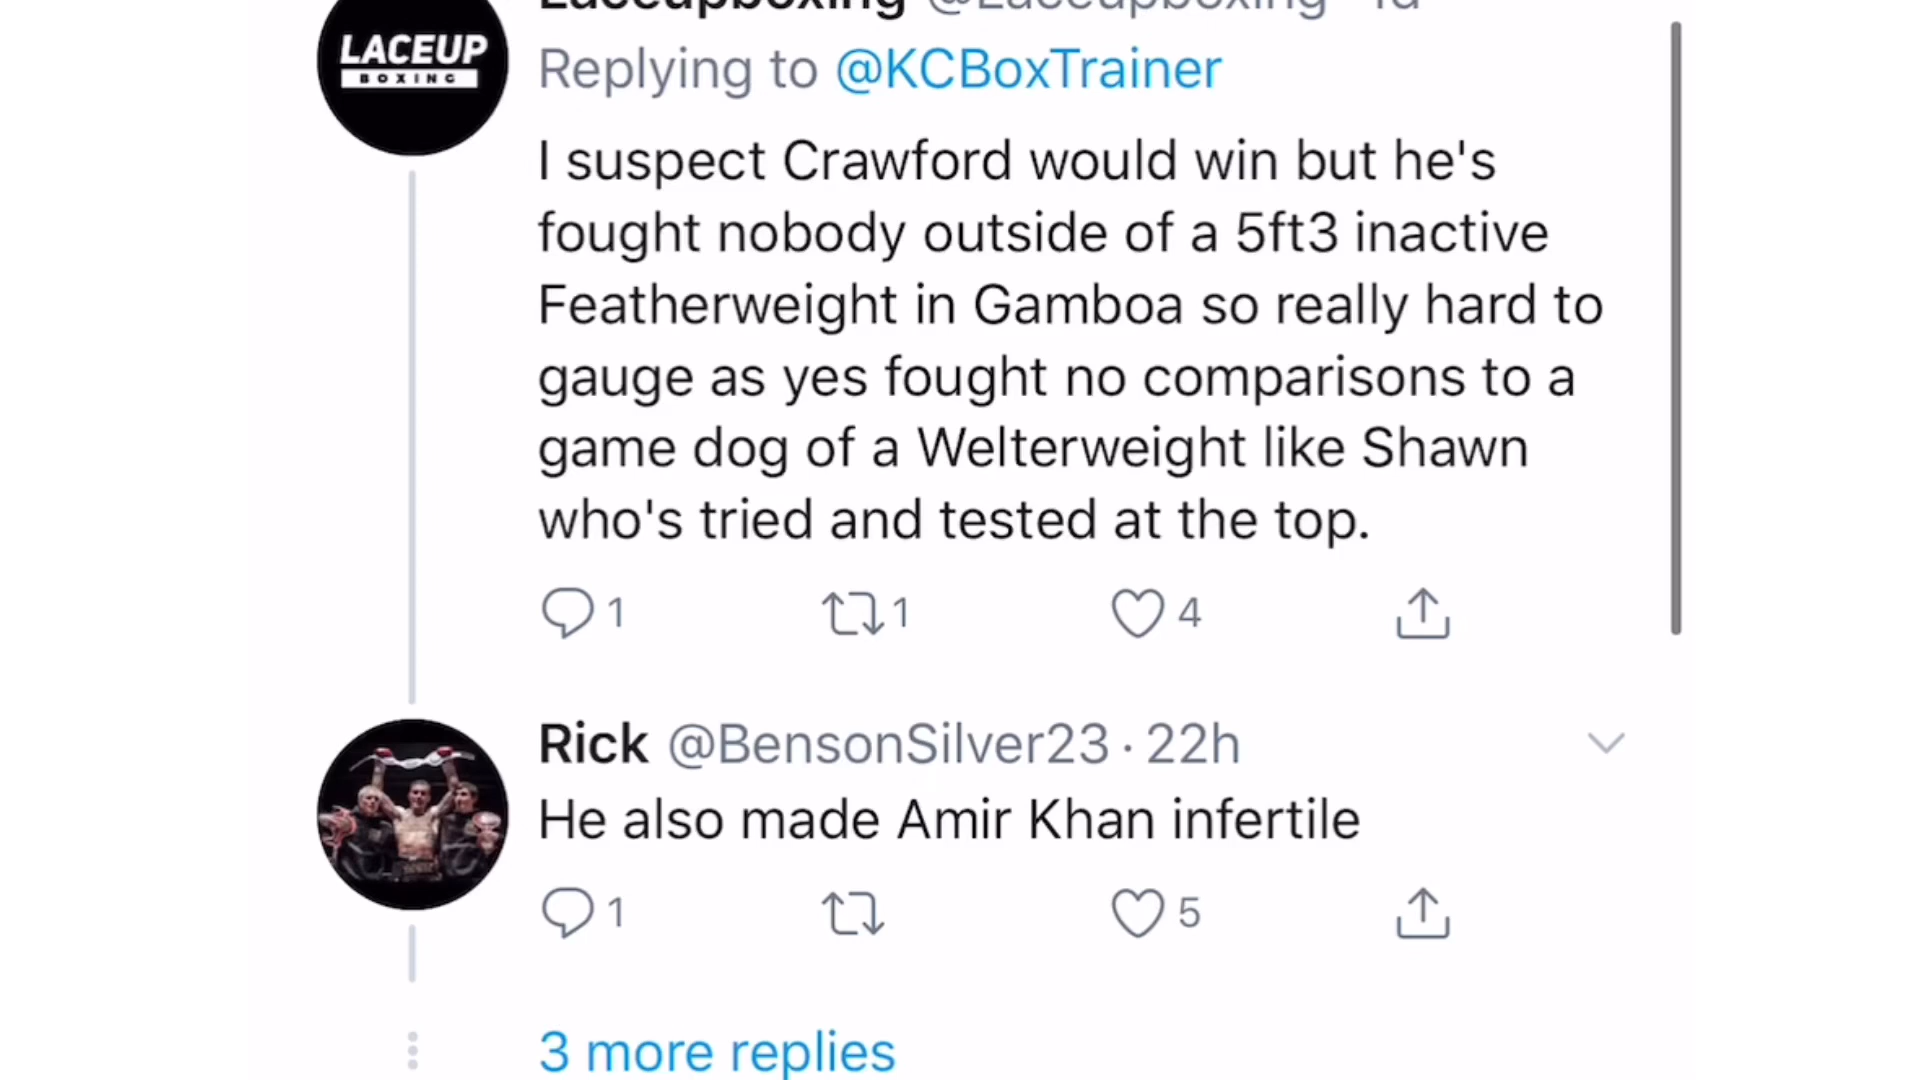 Laceupboxing @Laceupboxing · 1d
LACEUP
BOXING
Replying to @KCBoxTrainer
I suspect Crawford would win but he's
fought nobody outside of a 5ft3 inactive
Featherweight in Gamboa so really hard to
gauge as yes fought no comparisons to a
game dog of a Welterweight like Shawn
who's tried and tested at the top.
1 1 4
Rick @BensonSilver23 · 22h
He also made Amir Khan infertile
1 5
3 more replies